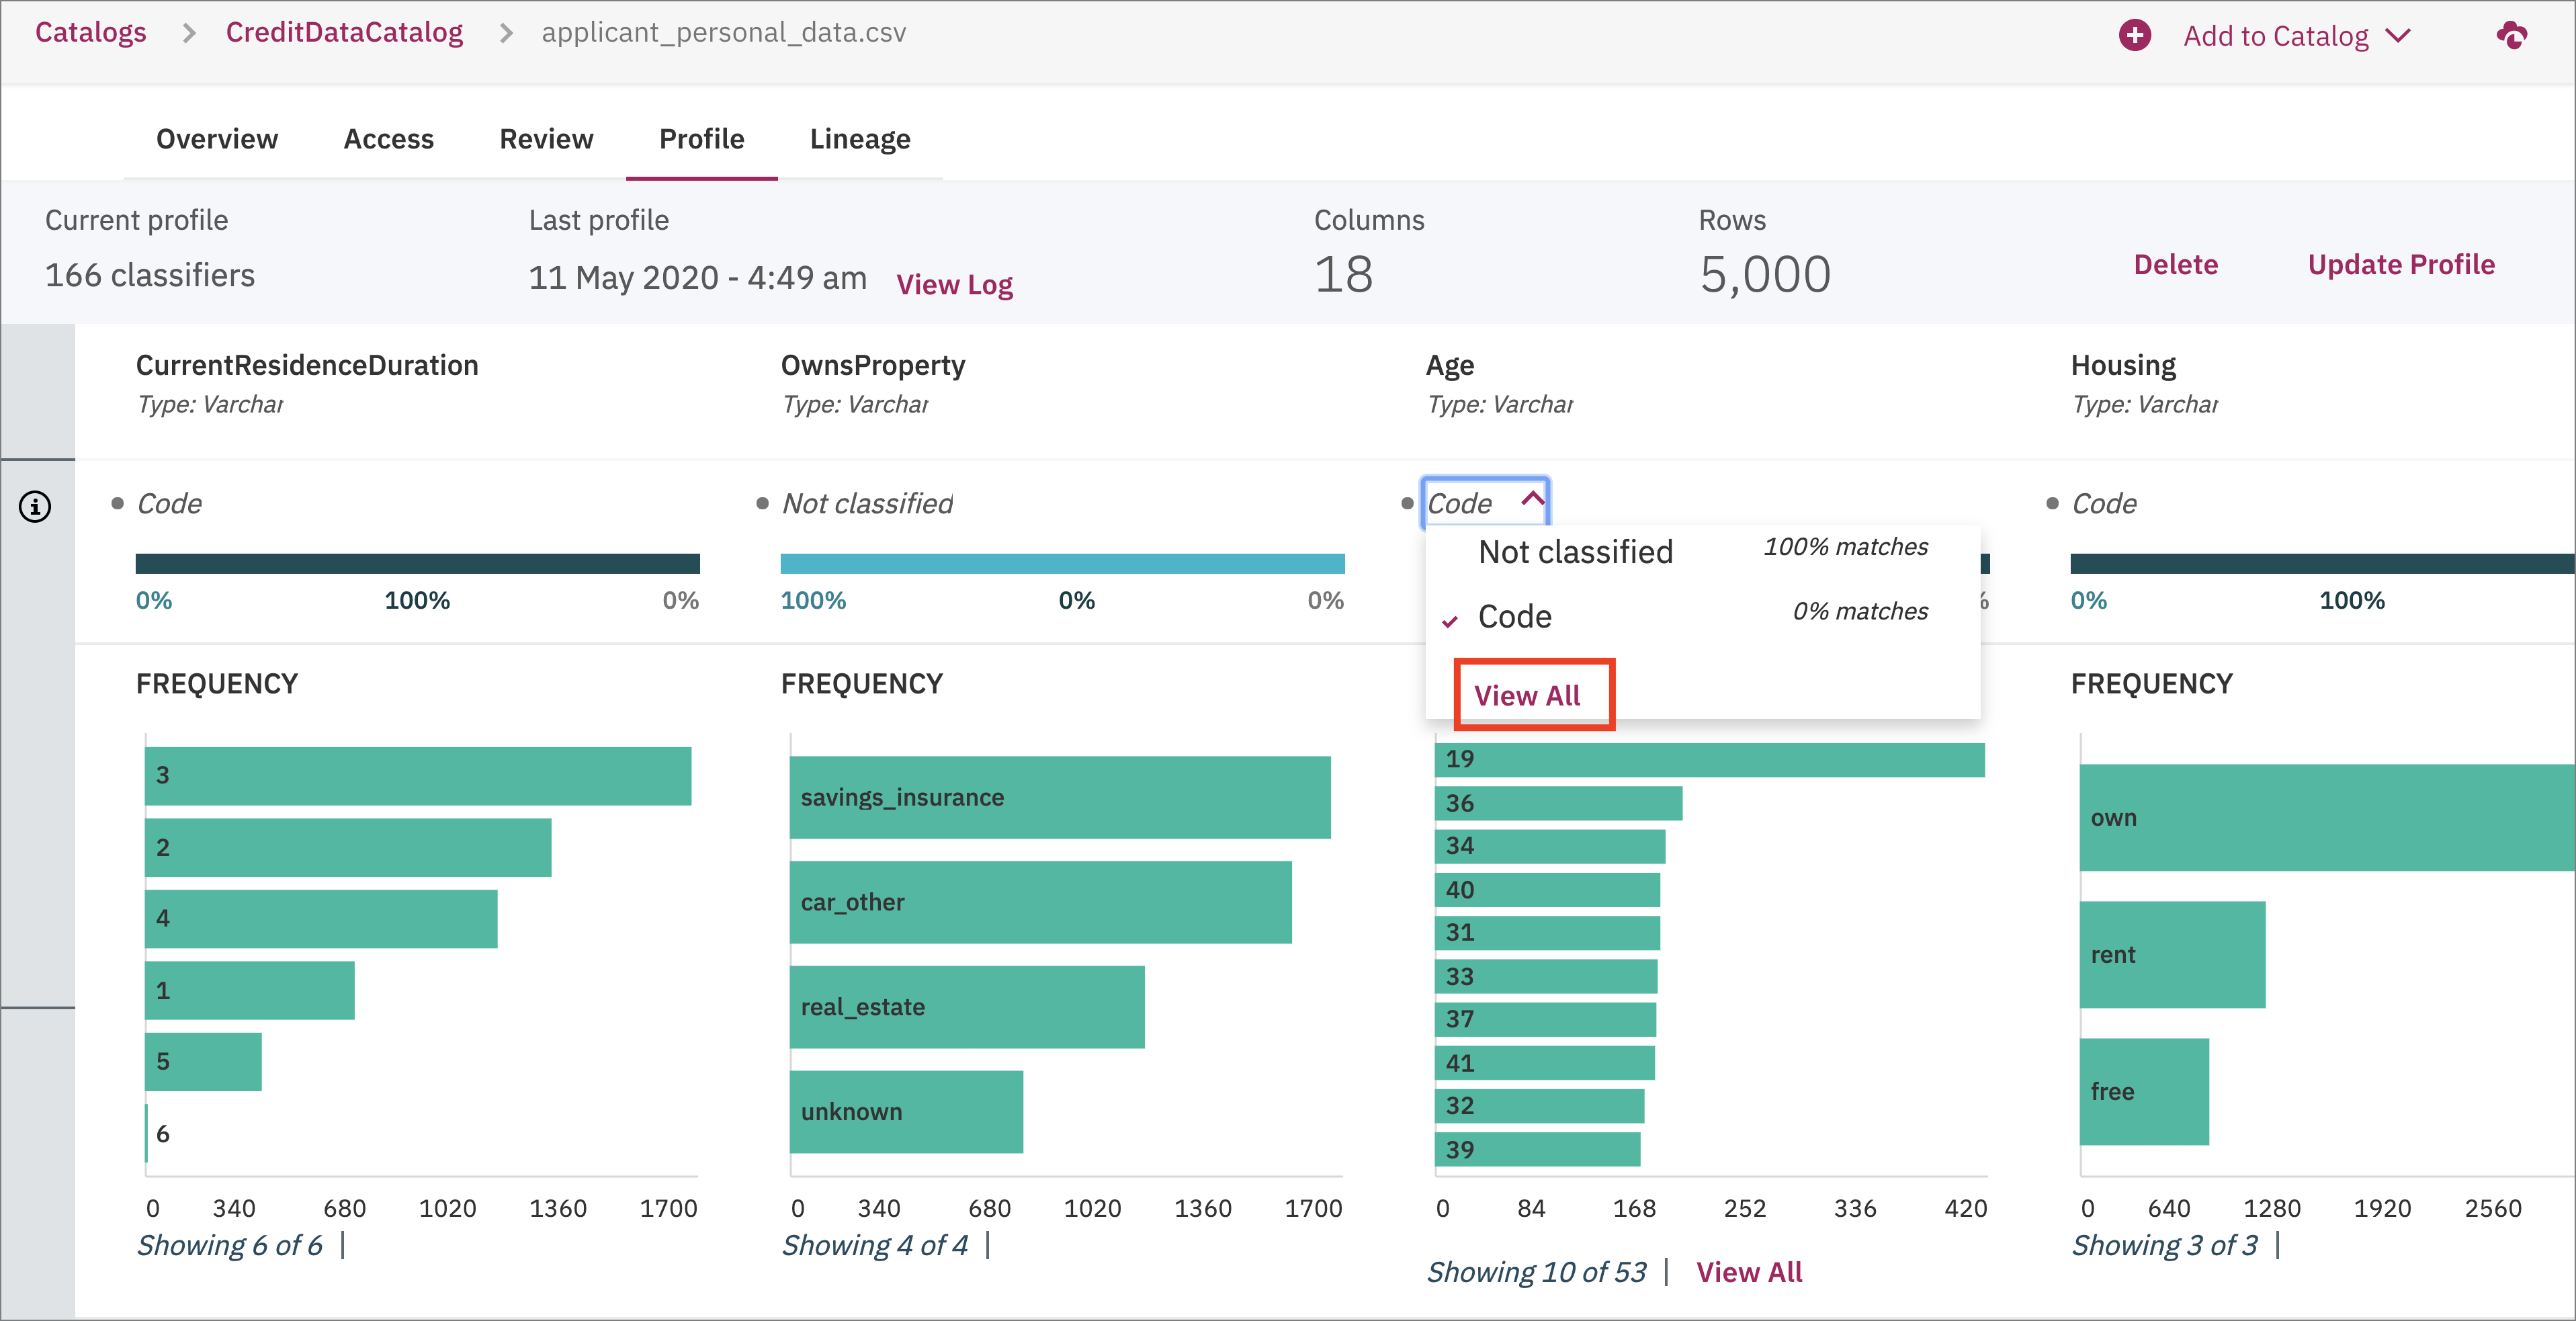 Catalogs > CreditDataCatalog > applicant_personal_data.csv
Add to Catalog
Overview Access Review Profile Lineage
Current profile Last profile Columns Rows
166 classifiers 11 May 2020 - 4:49 am View Log 18 5,000 Delete Update Profile
CurrentResidenceDuration OwnsProperty Age Housing
Type: Varchar Type: Varchar Type: Varchar Type: Varchar
Code Not classified Code Code
Not classified 100% matches
0% 100% 0% 100% 0% 0% % 0% 100%
Code 0% matches
View All
FREQUENCY FREQUENCY FREQUENCY
3
2
4
1
5
6
0 340 680 1020 1360 1700
Showing 6 of 6 |
savings_insurance
car_other
real_estate
unknown
0 340 680 1020 1360 1700
Showing 4 of 4 |
19
36
34
40
31
33
37
41
32
39
0 84 168 252 336 420
Showing 10 of 53 | View All
own
rent
free
0 640 1280 1920 2560
Showing 3 of 3 |